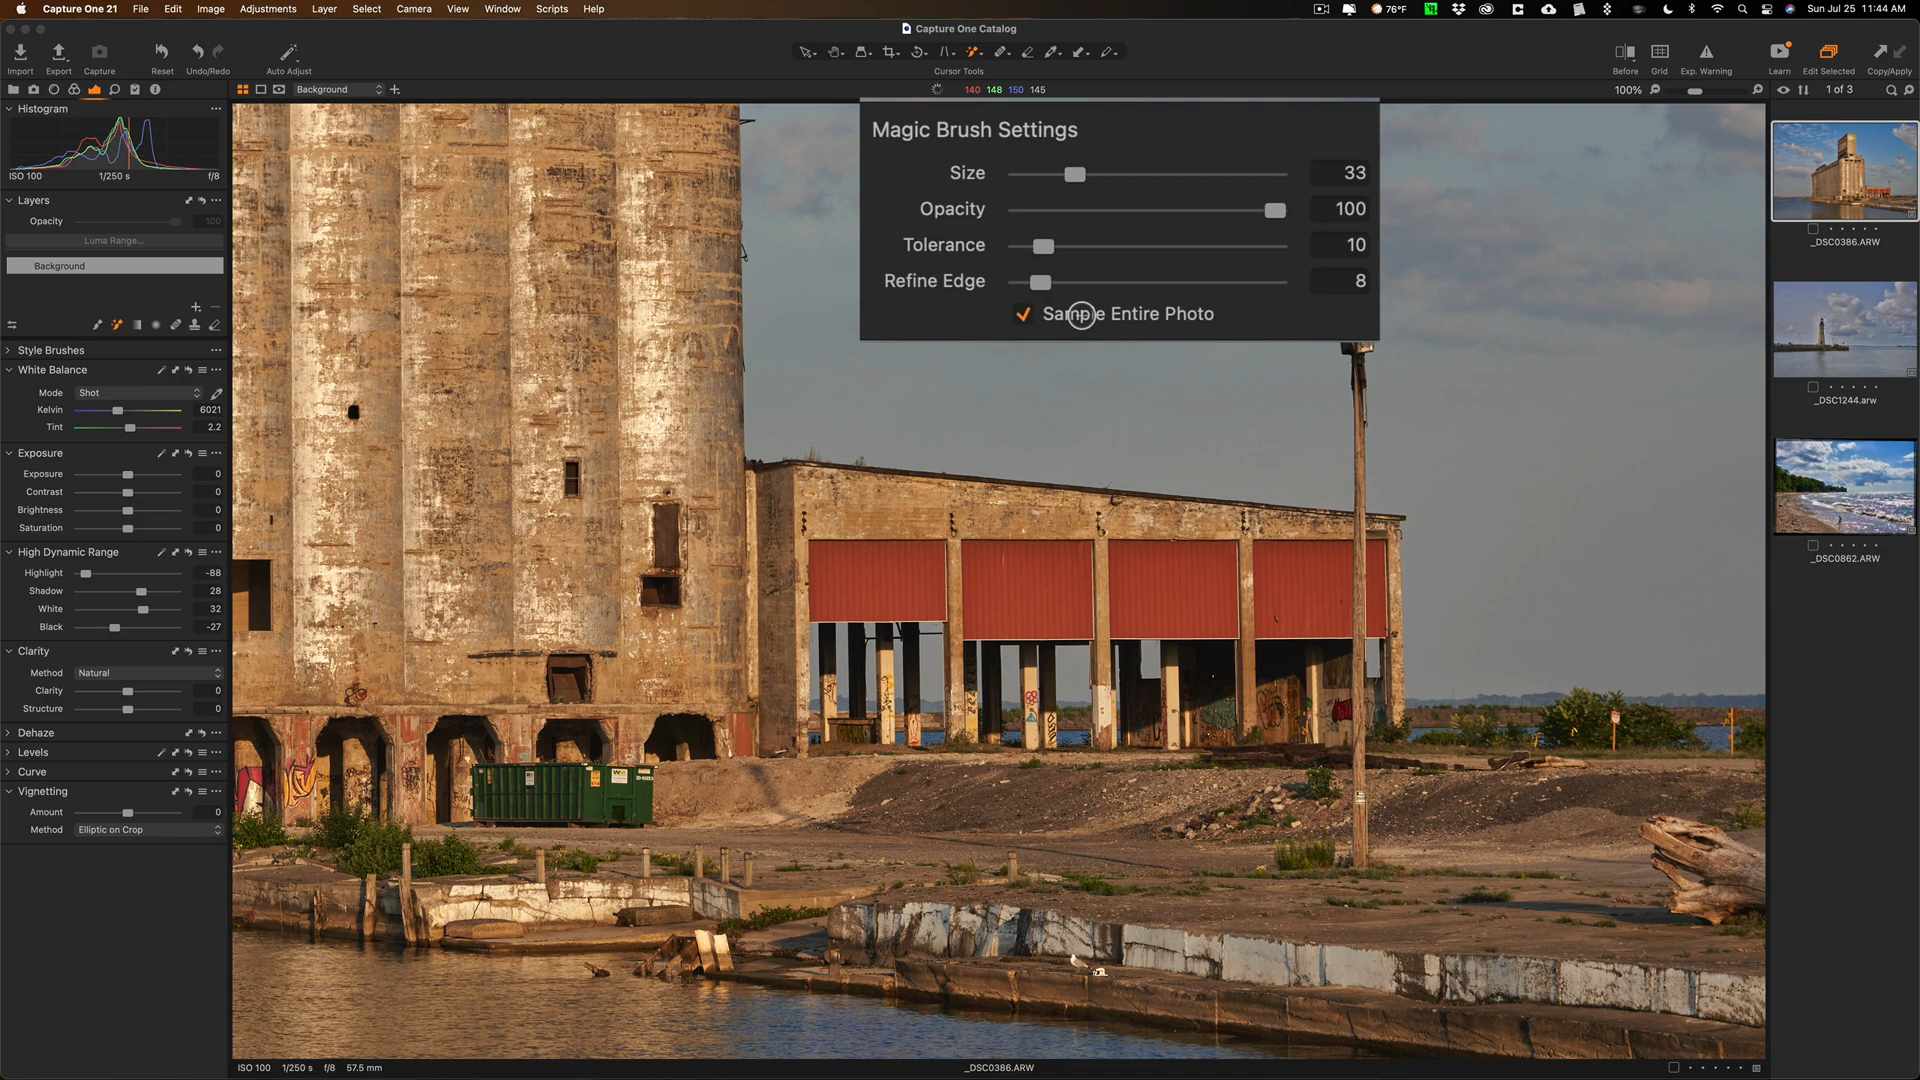 Capture One 21 File Edit Image Adjustments Layer Select Camera View Window Scripts Help 76°F Sun Jul 25 11:44 AM
Capture One Catalog
Import Export Capture Reset Undo/Redo Auto Adjust Cursor Tools Before Grid Exp. Warning Learn Edit Selected Copy/Apply
Background 140 148 150 145 100% 1 of 3
Histogram
ISO 100 1/250 s f/8
Layers
Opacity 100
Luma Range...
Background
Style Brushes
White Balance
Mode Shot
Kelvin 6021
Tint 2.2
Exposure
Exposure 0
Contrast 0
Brightness 0
Saturation 0
High Dynamic Range
Highlight -88
Shadow 28
White 32
Black -27
Clarity
Method Natural
Clarity 0
Structure 0
Dehaze
Levels
Curve
Vignetting
Amount 0
Method Elliptic on Crop
Magic Brush Settings
Size 33
Opacity 100
Tolerance 10
Refine Edge 8
Sample Entire Photo
_DSC0386.ARW
_DSC1244.arw
_DSC0862.ARW
ISO 100 1/250 s f/8 57.5 mm _DSC0386.ARW